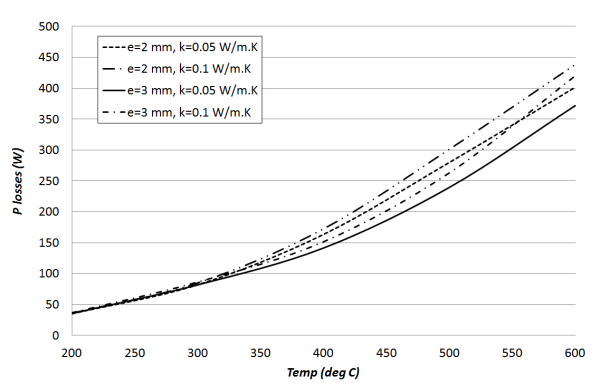 500
450
400
350
300
250
200
150
100
50
0
P losses (W)
e=2 mm, k=0.05 W/m.K
e=2 mm, k=0.1 W/m.K
e=3 mm, k=0.05 W/m.K
e=3 mm, k=0.1 W/m.K
200 250 300 350 400 450 500 550 600
Temp (deg C)